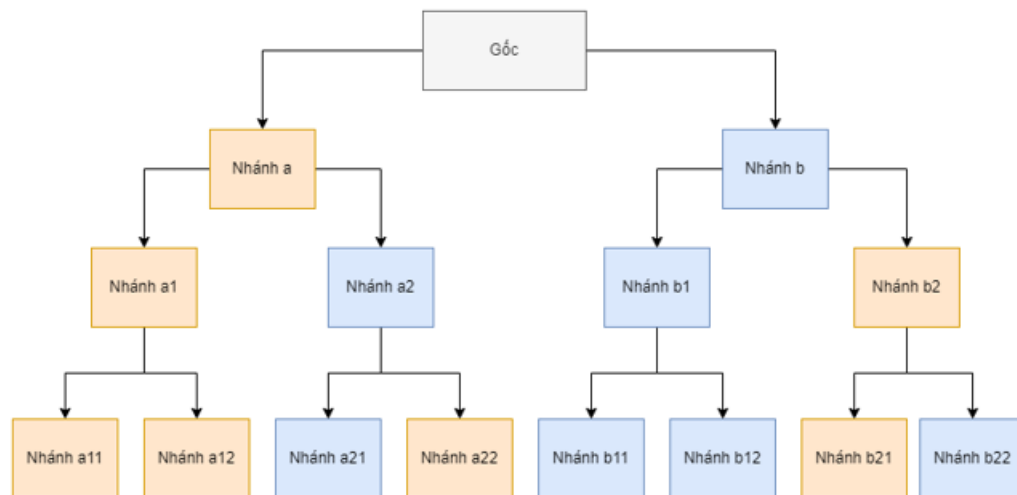 Gốc
Nhánh a
Nhánh b
Nhánh a1
Nhánh a2
Nhánh b1
Nhánh b2
Nhánh a11
Nhánh a12
Nhánh a21
Nhánh a22
Nhánh b11
Nhánh b12
Nhánh b21
Nhánh b22